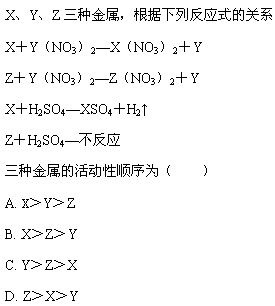 X、Y、Z三种金属，根据下列反应式的关系
X＋Y（NO₃）₂—X（NO₃）₂＋Y
Z＋Y（NO₃）₂—Z（NO₃）₂＋Y
X＋H₂SO₄—XSO₄＋H₂↑
Z＋H₂SO₄—不反应
三种金属的活动性顺序为（　　）
A. x＞Y＞Z
B. X＞Z＞Y
C. Y＞Z＞X
D. Z＞X＞Y